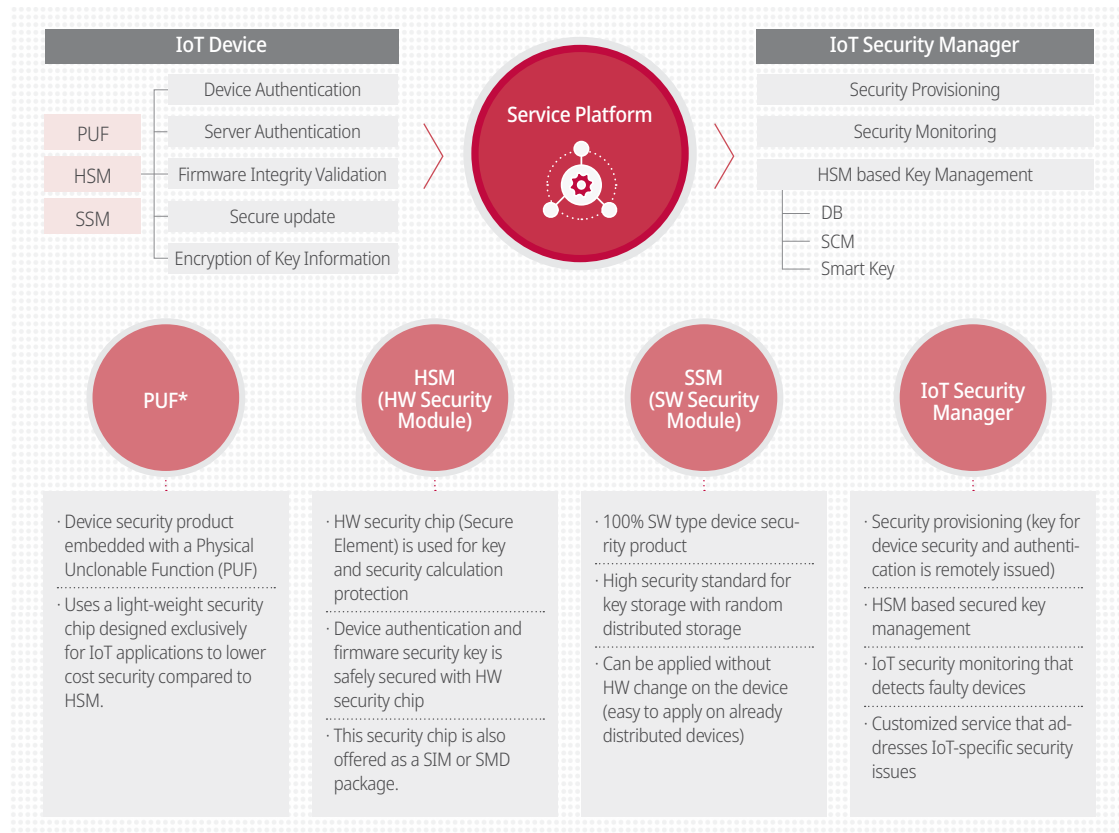 IoT Device
Device Authentication
PUF
Server Authentication
HSM
Firmware Integrity Validation
SSM
Secure update
Encryption of Key Information
Service Platform
IoT Security Manager
Security Provisioning
Security Monitoring
HSM based Key Management
DB
SCM
Smart Key
PUF*
· Device security product
embedded with a Physical
Unclonable Function (PUF)
· Uses a light-weight security
chip designed exclusively
for IoT applications to lower
cost security compared to
HSM.
HSM
(HW Security
Module)
· HW security chip (Secure
Element) is used for key
and security calculation
protection
· Device authentication and
firmware security key is
safely secured with HW
security chip
· This security chip is also
offered as a SIM or SMD
package.
SSM
(SW Security
Module)
· 100% SW type device secu-
rity product
· High security standard for
key storage with random
distributed storage
· Can be applied without
HW change on the device
(easy to apply on already
distributed devices)
IoT Security
Manager
· Security provisioning (key for
device security and authenti-
cation is remotely issued)
· HSM based secured key
management
· IoT security monitoring that
detects faulty devices
· Customized service that ad-
dresses IoT-specific security
issues